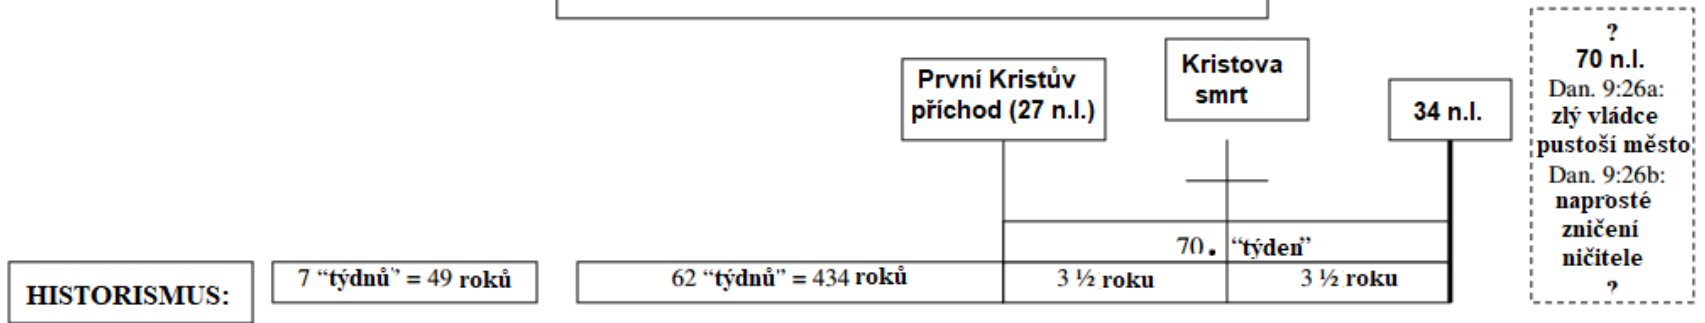 První Kristův
příchod (27 n.l.)
Kristova
smrt
34 n.l.
?
70 n.l.
Dan. 9:26a:
zlý vládce
pustoší město
Dan. 9:26b:
naprosté
zničení
ničitele
?
70. “týden”
HISTORISMUS:
7 “týdnů” = 49 roků
62 “týdnů” = 434 roků
3 ½ roku
3 ½ roku